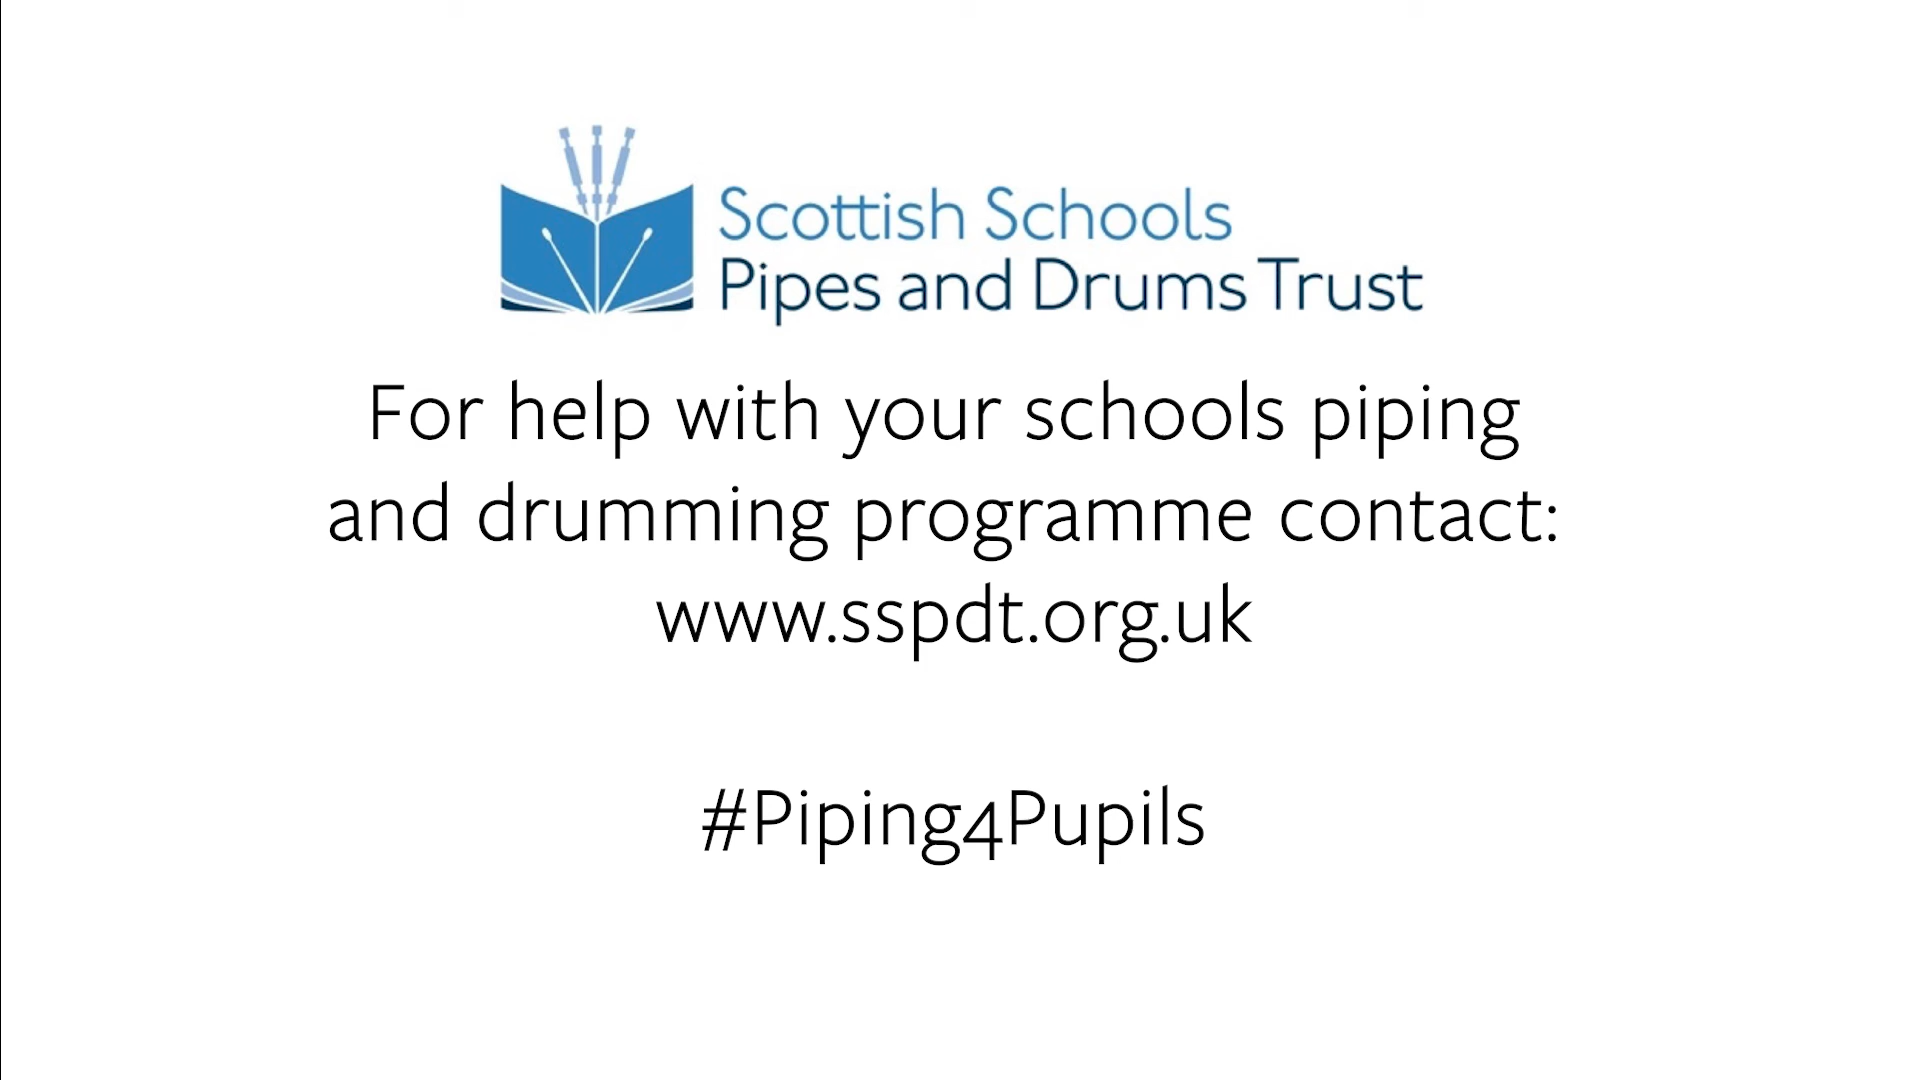 Scottish Schools
Pipes and Drums Trust
For help with your schools piping
and drumming programme contact:
www.sspdt.org.uk
#Piping4Pupils